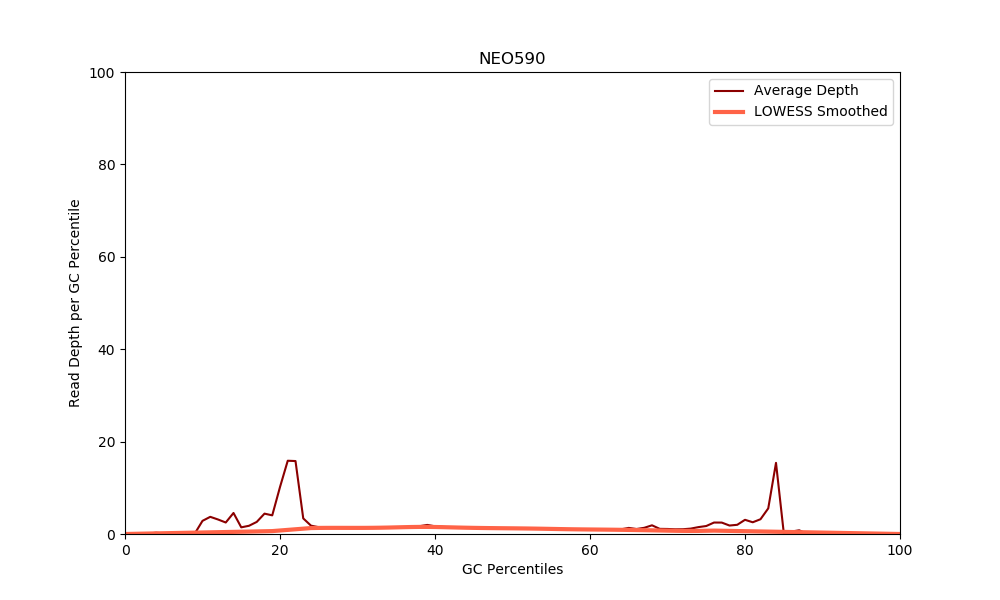 NEO590
Average Depth
LOWESS Smoothed
Read Depth per GC Percentile
100
80
60
40
20
0
0 20 40 60 80 100
GC Percentiles